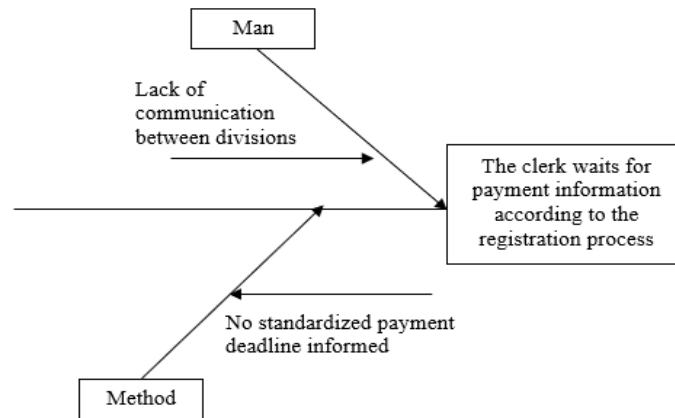 Man
Lack of
communication
between divisions
The clerk waits for
payment information
according to the
registration process
No standardized payment
deadline informed
Method